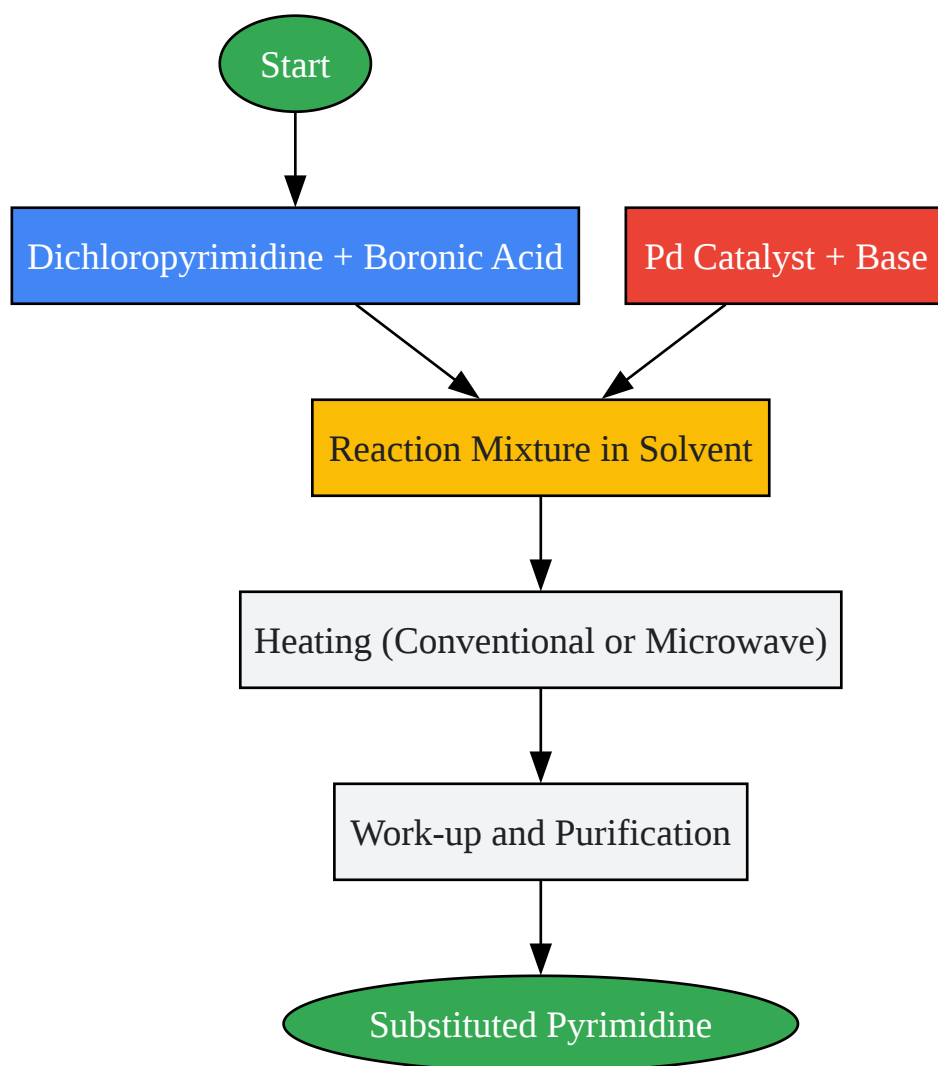 Start
Dichloropyrimidine + Boronic Acid
Pd Catalyst + Base
Reaction Mixture in Solvent
Heating (Conventional or Microwave)
Work-up and Purification
Substituted Pyrimidine